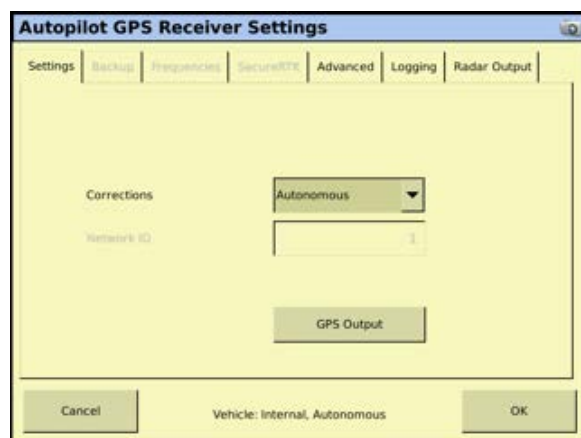 Autopilot GPS Receiver Settings
Settings Backup Frequencies SecureRTK Advanced Logging Radar Output
Corrections Autonomous
Network ID 1
GPS Output
Cancel Vehicle: Internal, Autonomous OK